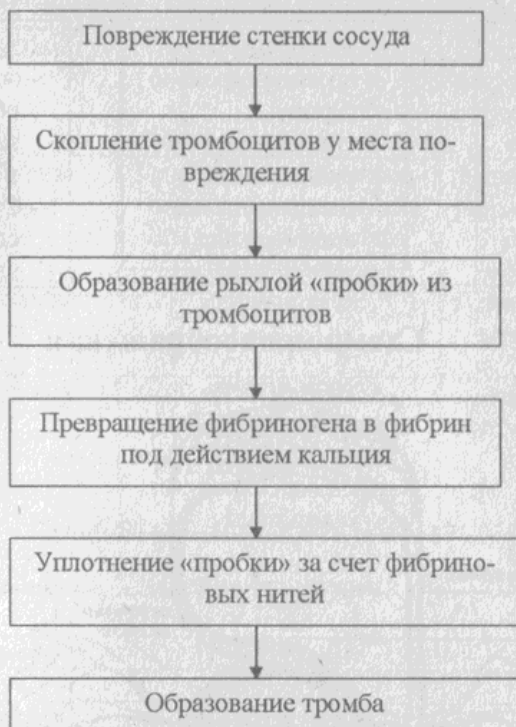 Повреждение стенки сосуда
Скопление тромбоцитов у места по-
вреждения
Образование рыхлой «пробки» из
тромбоцитов
Превращение фибриногена в фибрин
под действием кальция
Уплотнение «пробки» за счет фибрино-
вых нитей
Образование тромба